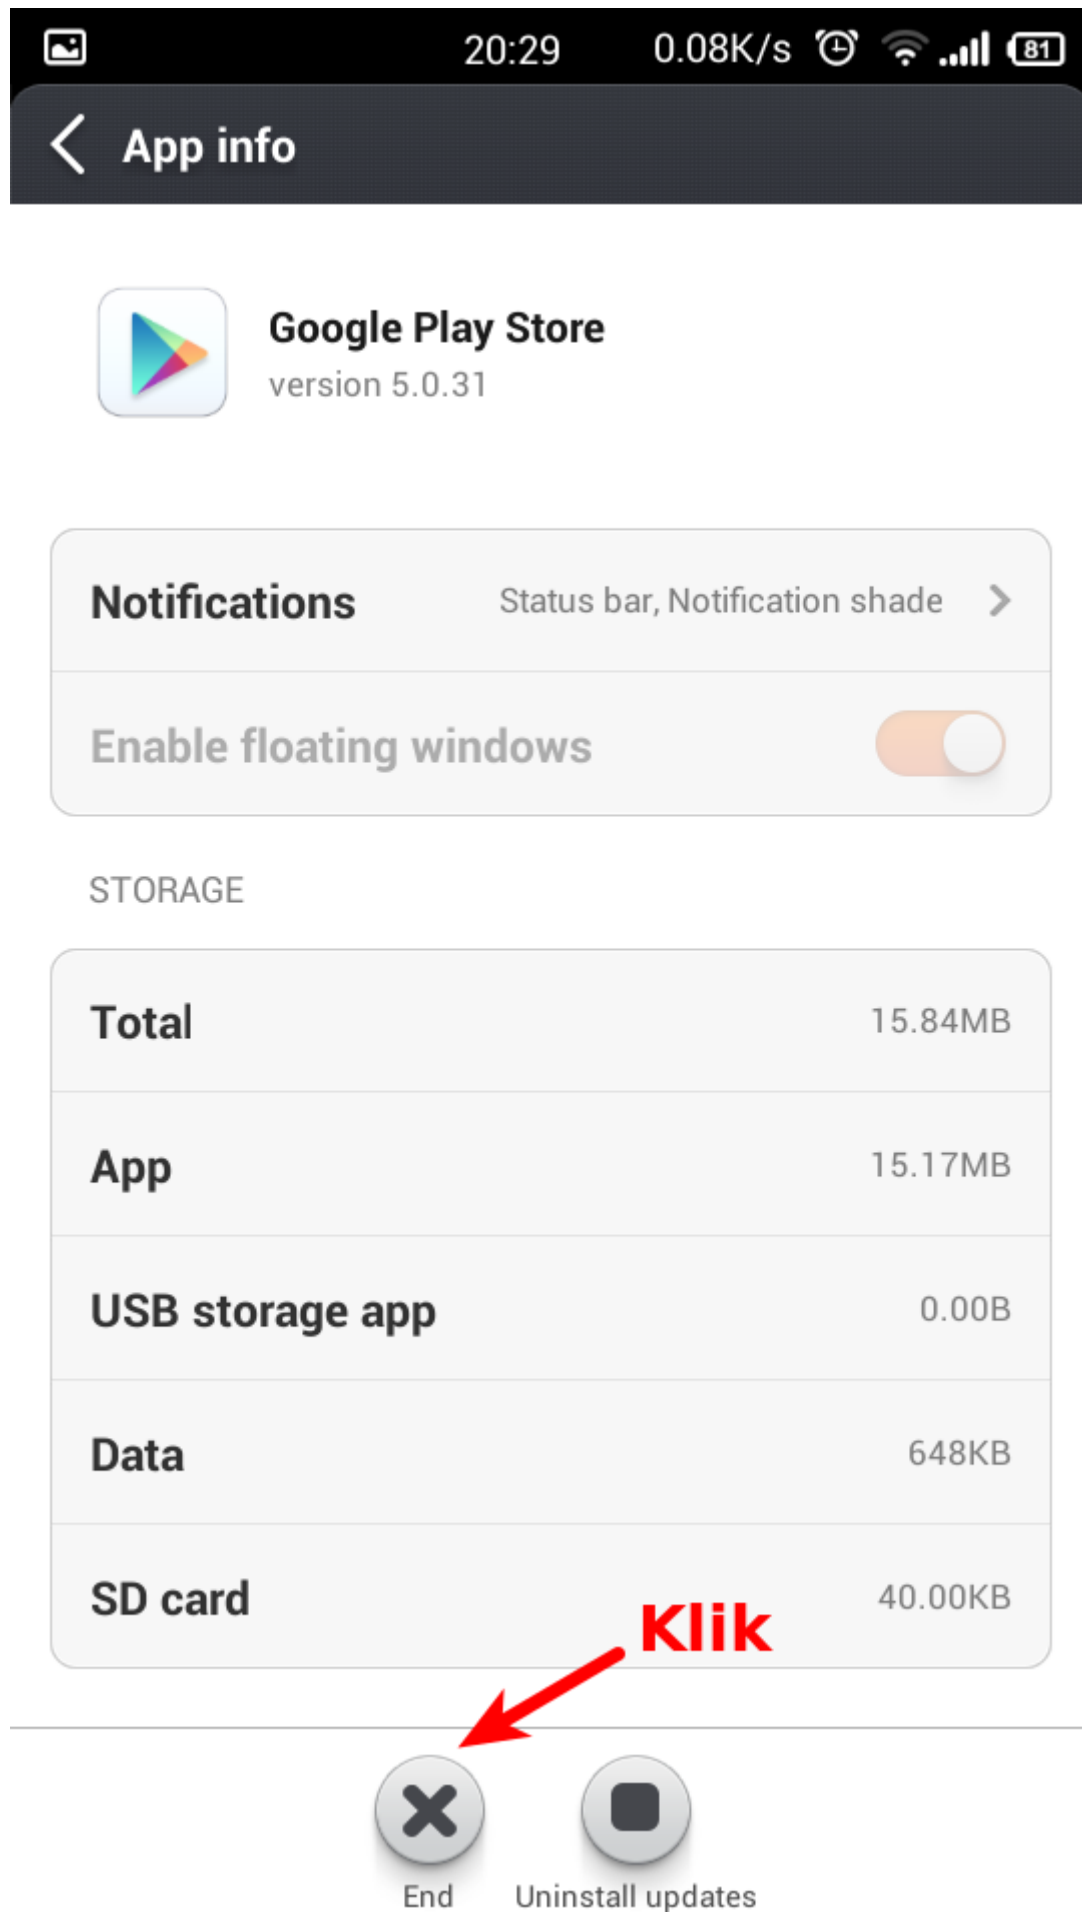 20:29 0.08K/s 81
App info
Google Play Store
version 5.0.31
Notifications Status bar, Notification shade
Enable floating windows
STORAGE
Total 15.84MB
App 15.17MB
USB storage app 0.00B
Data 648KB
SD card 40.00KB
Klik
End Uninstall updates